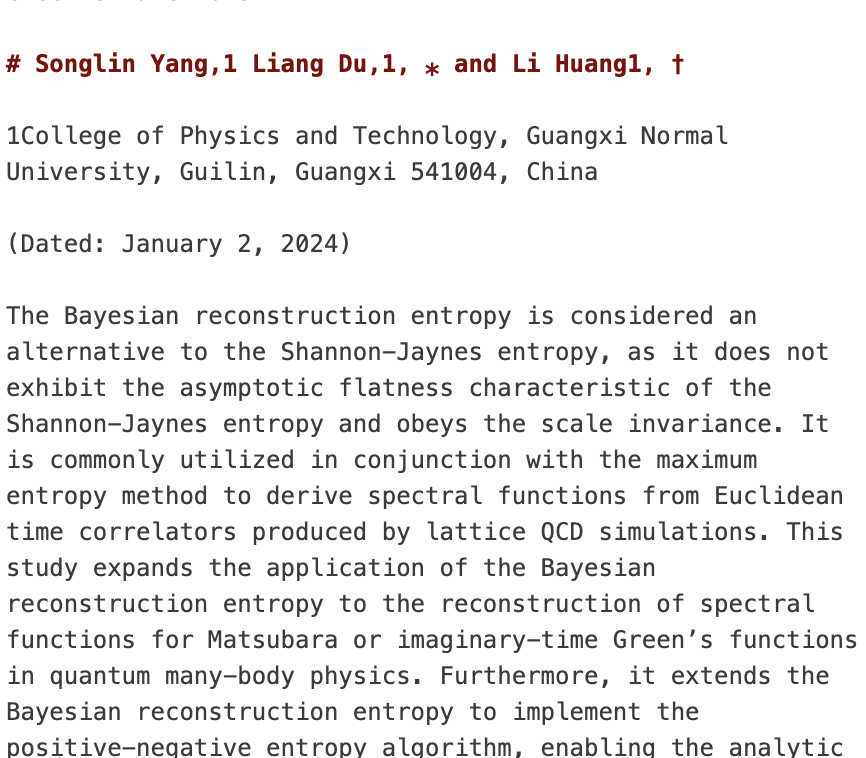 # Songlin Yang,1 Liang Du,1, ∗ and Li Huang1, †
1College of Physics and Technology, Guangxi Normal
University, Guilin, Guangxi 541004, China
(Dated: January 2, 2024)
The Bayesian reconstruction entropy is considered an
alternative to the Shannon–Jaynes entropy, as it does not
exhibit the asymptotic flatness characteristic of the
Shannon–Jaynes entropy and obeys the scale invariance. It
is commonly utilized in conjunction with the maximum
entropy method to derive spectral functions from Euclidean
time correlators produced by lattice QCD simulations. This
study expands the application of the Bayesian
reconstruction entropy to the reconstruction of spectral
functions for Matsubara or imaginary–time Green’s functions
in quantum many–body physics. Furthermore, it extends the
Bayesian reconstruction entropy to implement the
positive–negative entropy algorithm, enabling the analytic